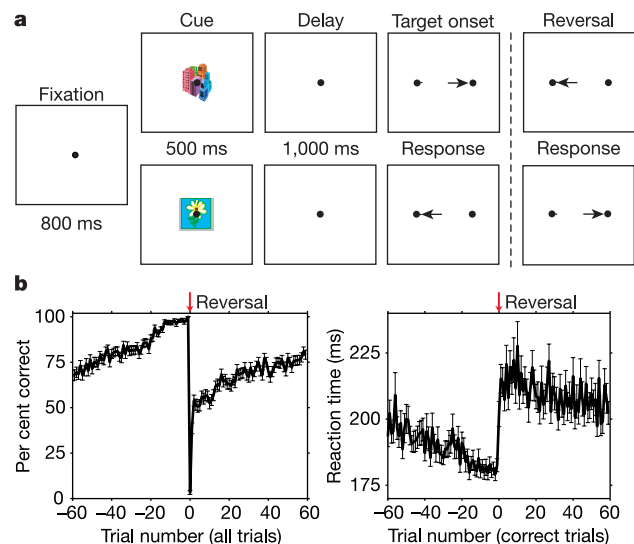 a
Cue Delay Target onset Reversal
Fixation
500 ms 1,000 ms Response Response
800 ms
b
Reversal Reversal
Per cent correct
100
75
50
25
0
−60 −40 −20 0 20 40 60
Trial number (all trials)
Reaction time (ms)
225
200
175
−60 −40 −20 0 20 40 60
Trial number (correct trials)